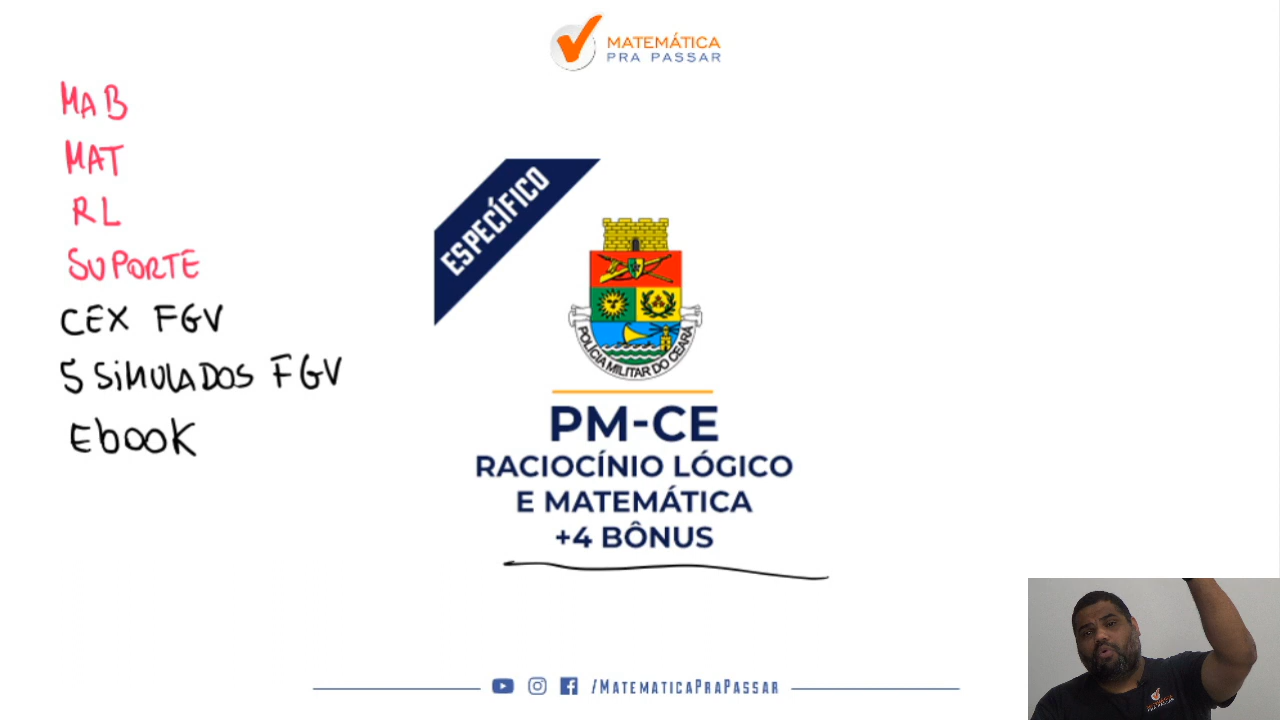 MATEMÁTICA
PRA PASSAR
MAB
MAT
RL
SUPORTE
CEX FGV
5 SIMULADOS FGV
Ebook
ESPECÍFICO
POLÍCIA MILITAR DO CEARÁ
PM-CE
RACIOCÍNIO LÓGICO
E MATEMÁTICA
+4 BÔNUS
/MATEMATICAPRAPASSAR